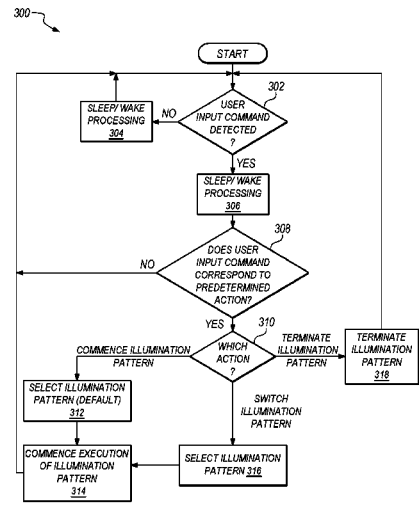 300
START
302
USER
INPUT COMMAND
DETECTED
?
NO
SLEEP/WAKE
PROCESSING
304
YES
SLEEP/WAKE
PROCESSING
306
308
DOES USER
INPUT COMMAND
CORRESPOND TO
PREDETERMINED
ACTION?
NO
YES
310
WHICH
ACTION
?
COMMENCE ILLUMINATION
PATTERN
TERMINATE
ILLUMINATION
PATTERN
TERMINATE
ILLUMINATION
PATTERN
318
SELECT ILLUMINATION
PATTERN (DEFAULT)
312
SWITCH
ILLUMINATION
PATTERN
COMMENCE EXECUTION
OF ILLUMINATION
PATTERN
314
SELECT ILLUMINATION
PATTERN 316